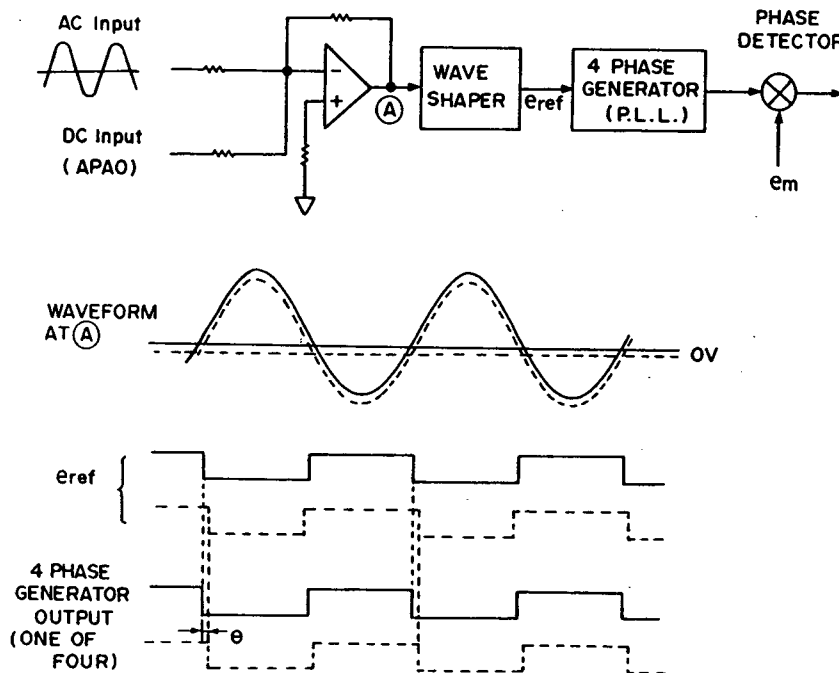 AC Input
DC Input
(APAO)
−
+
A
WAVE
SHAPER
eref
4 PHASE
GENERATOR
(P.L.L.)
PHASE
DETECTOR
em
WAVEFORM
AT A
OV
eref
4 PHASE
GENERATOR
OUTPUT
(ONE OF
FOUR)
θ